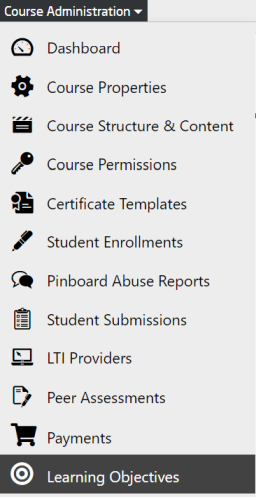 Course Administration
Dashboard
Course Properties
Course Structure & Content
Course Permissions
Certificate Templates
Student Enrollments
Pinboard Abuse Reports
Student Submissions
LTI Providers
Peer Assessments
Payments
Learning Objectives